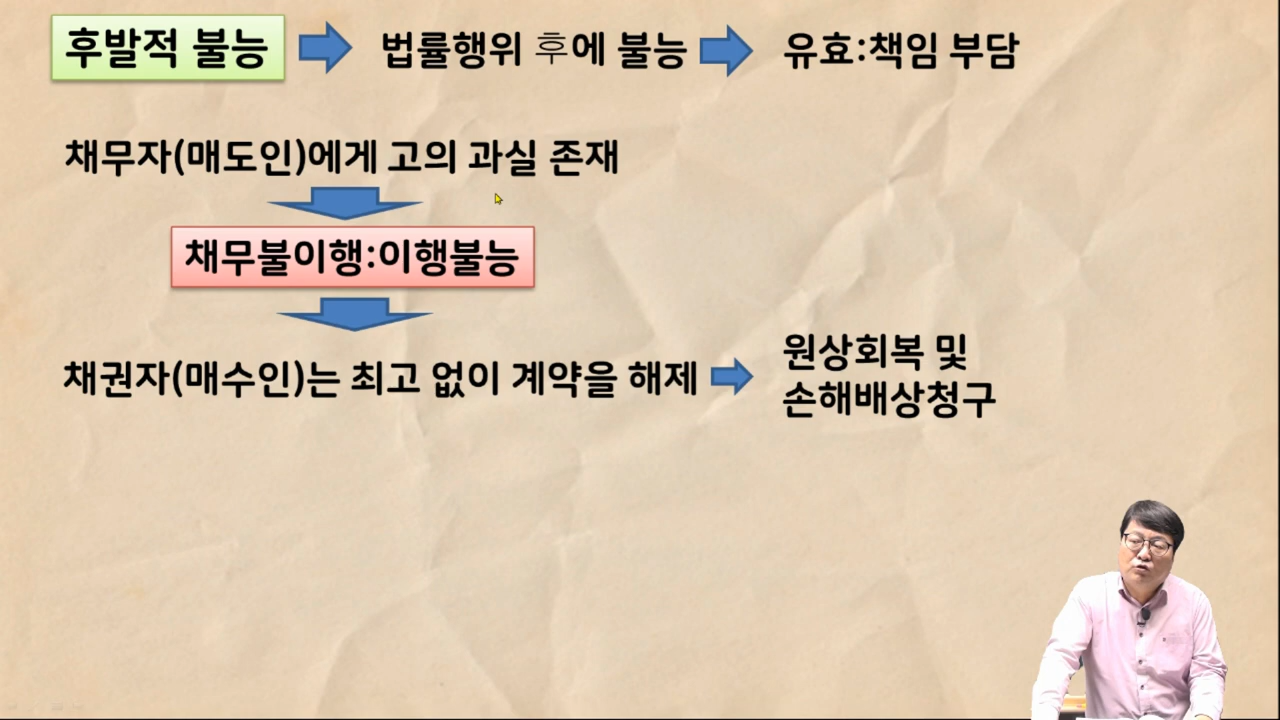 후발적 불능 법률행위 후에 불능 유효:책임 부담
채무자(매도인)에게 고의 과실 존재
채무불이행:이행불능
채권자(매수인)는 최고 없이 계약을 해제
원상회복 및
손해배상청구